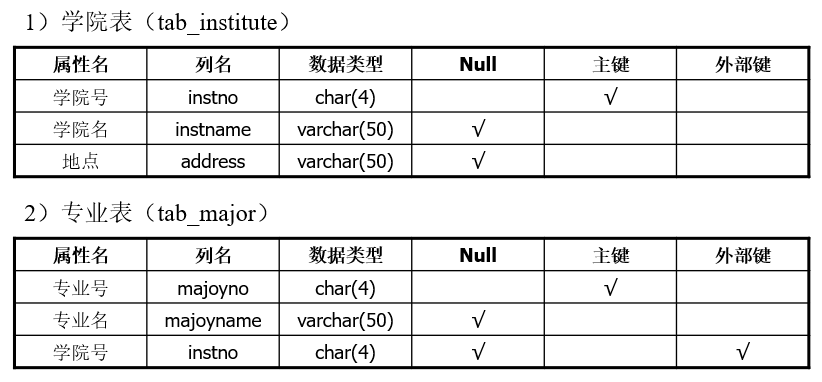 1）学院表（tab_institute）
属性名 列名 数据类型 Null 主键 外部键
学院号 instno char(4) √
学院名 instname varchar(50) √
地点 address varchar(50) √
2）专业表（tab_major）
属性名 列名 数据类型 Null 主键 外部键
专业号 majoyno char(4) √
专业名 majoyname varchar(50) √
学院号 instno char(4) √ √